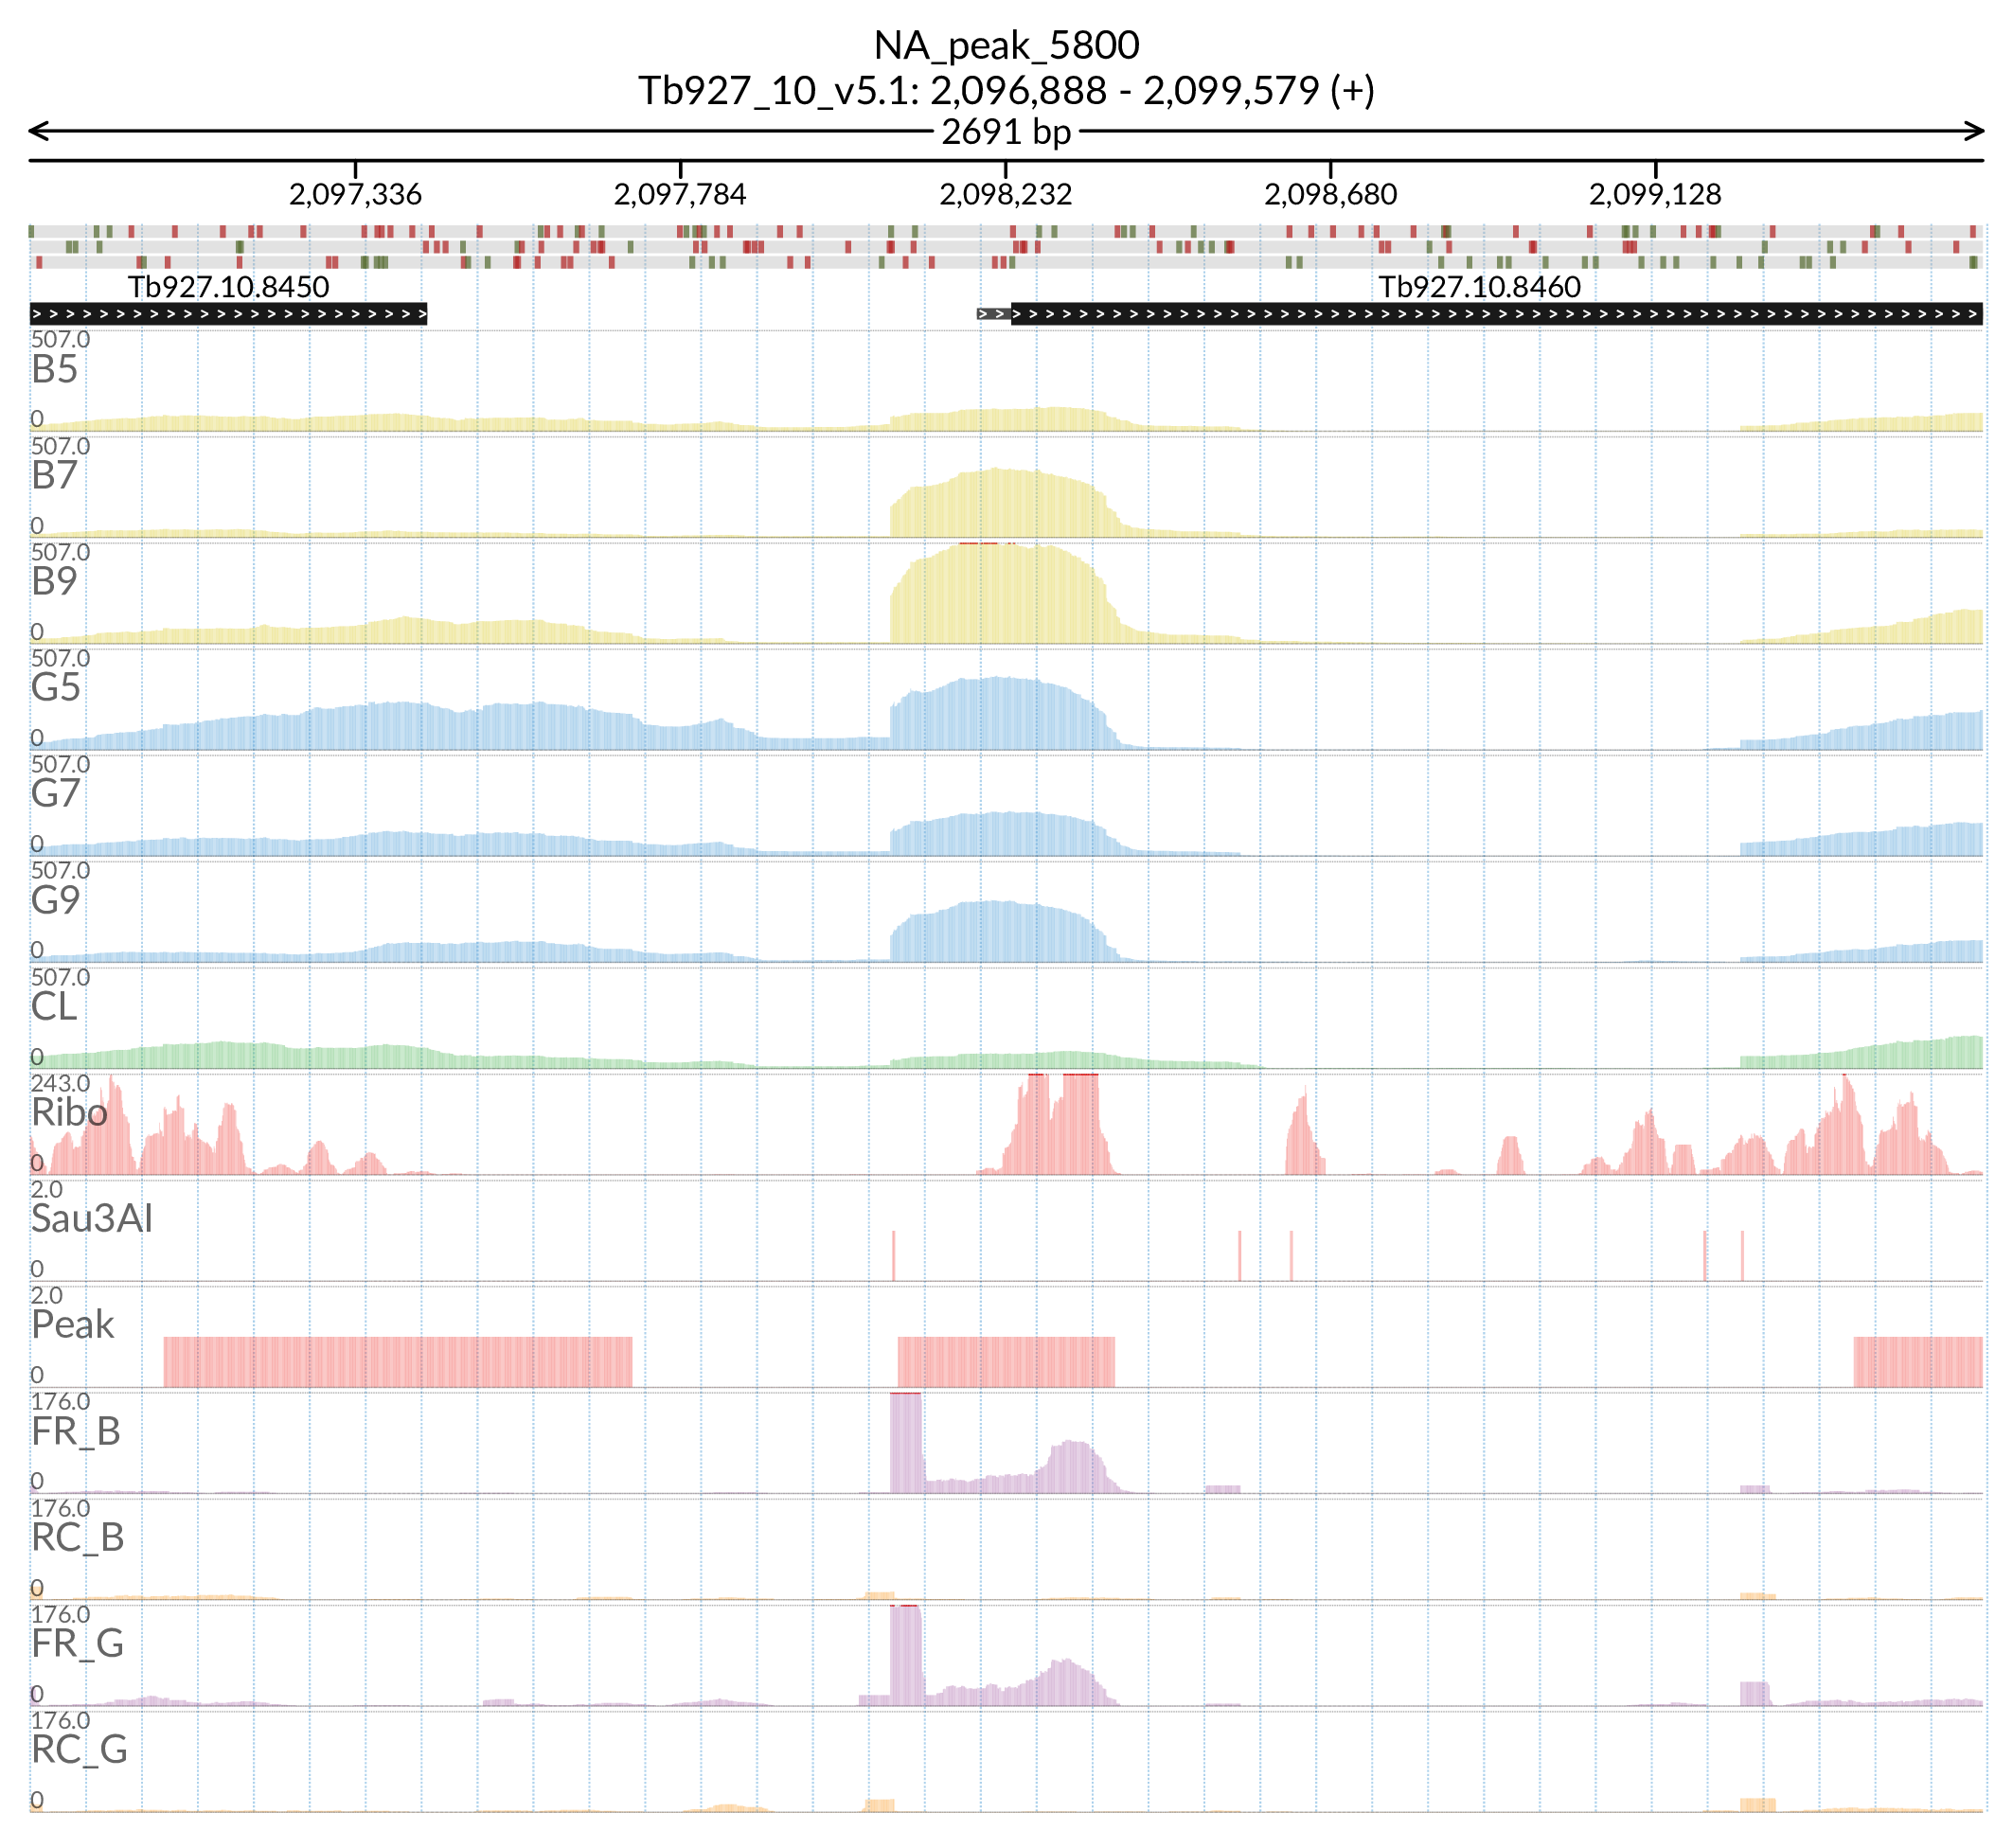 NA_peak_5800
Tb927_10_v5.1: 2,096,888 - 2,099,579 (+)
2691 bp
2,097,336 2,097,784 2,098,232 2,098,680 2,099,128
Tb927.10.8450 Tb927.10.8460
507.0
B5
0
507.0
B7
0
507.0
B9
0
507.0
G5
0
507.0
G7
0
507.0
G9
0
507.0
CL
0
243.0
Ribo
0
2.0
Sau3AI
0
2.0
Peak
0
176.0
FR_B
0
176.0
RC_B
0
176.0
FR_G
0
176.0
RC_G
0